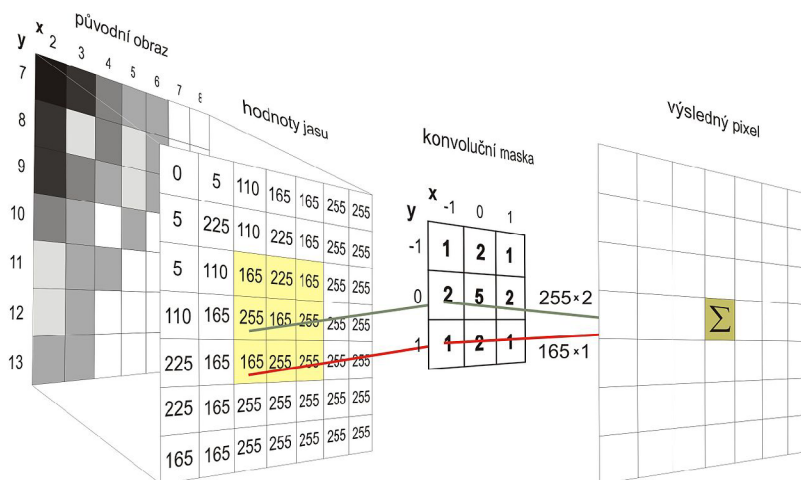 původní obraz
x
2 3 4 5 6 7 8
y
7
8
9
10
11
12
13
hodnoty jasu
0 5 110 165 165 255 255
5 225 110 225 165 255 255
5 110 165 225 165 255 255
110 165 255 165 255 255 255
225 165 165 255 255 255 255
225 165 255 255 255 255 255
165 165 255 255 255 255 255
konvoluční maska
x
-1 0 1
y
-1 1 2 1
0 2 5 2
1 1 2 1
255×2
165×1
výsledný pixel
Σ